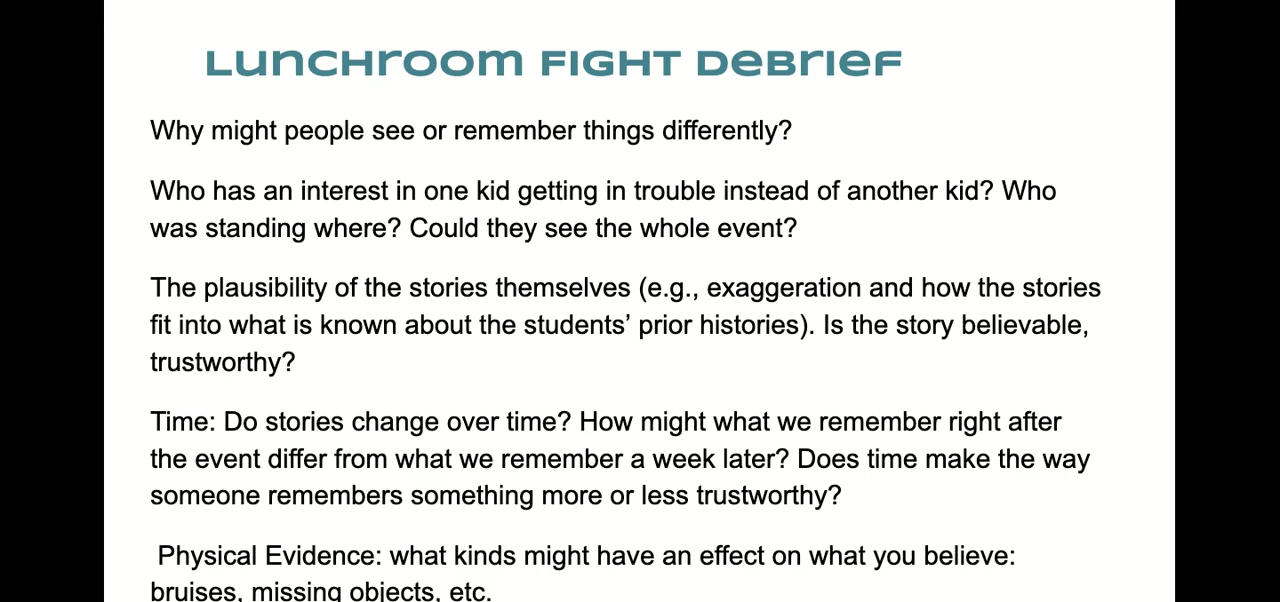 Lunchroom Fight Debrief
Why might people see or remember things differently?
Who has an interest in one kid getting in trouble instead of another kid? Who
was standing where? Could they see the whole event?
The plausibility of the stories themselves (e.g., exaggeration and how the stories
fit into what is known about the students’ prior histories). Is the story believable,
trustworthy?
Time: Do stories change over time? How might what we remember right after
the event differ from what we remember a week later? Does time make the way
someone remembers something more or less trustworthy?
Physical Evidence: what kinds might have an effect on what you believe:
bruises, missing objects, etc.